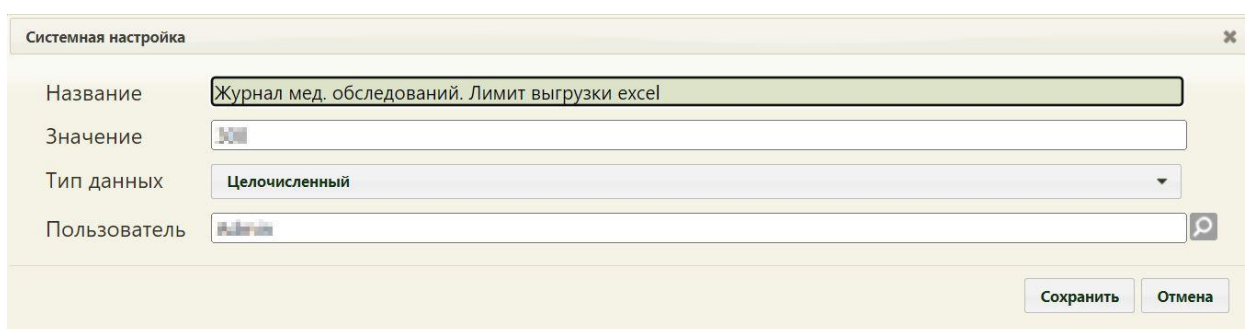 Системная настройка
Название Журнал мед. обследований. Лимит выгрузки excel
Значение
Тип данных Целочисленный
Пользователь
Сохранить Отмена